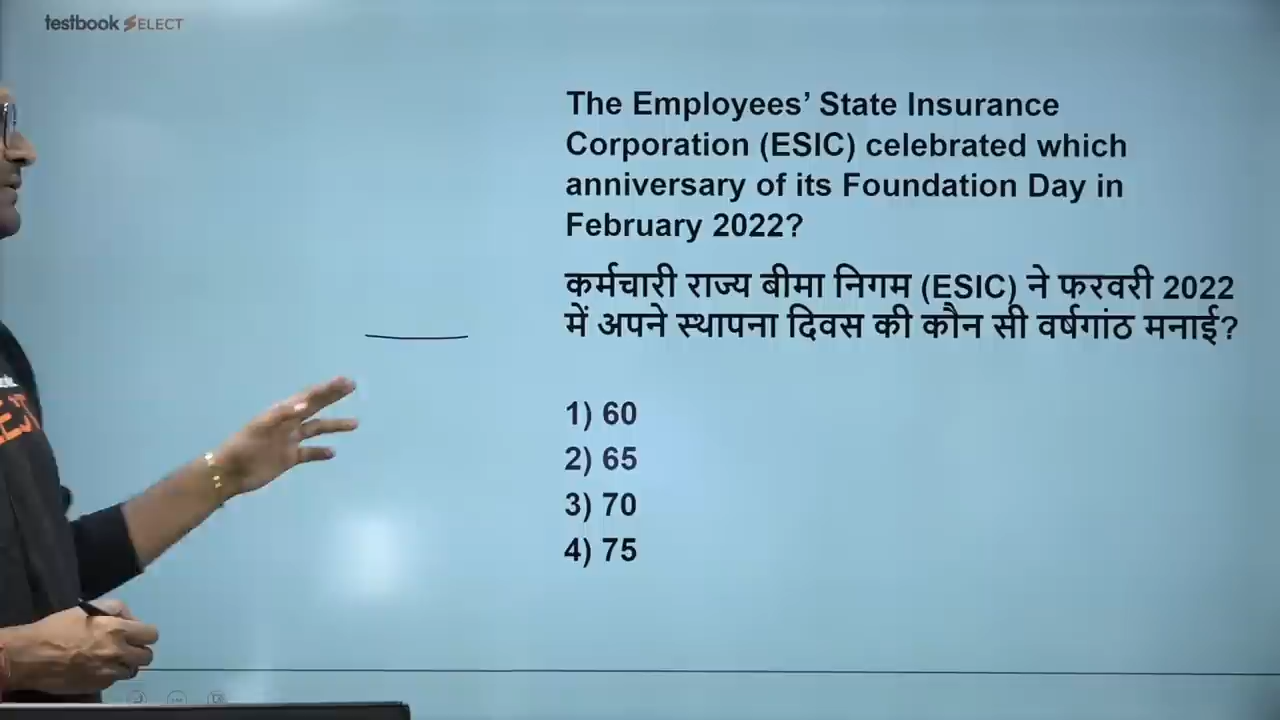 testbook SELECT
The Employees’ State Insurance
Corporation (ESIC) celebrated which
anniversary of its Foundation Day in
February 2022?
कर्मचारी राज्य बीमा निगम (ESIC) ने फरवरी 2022
में अपने स्थापना दिवस की कौन सी वर्षगांठ मनाई?
1) 60
2) 65
3) 70
4) 75